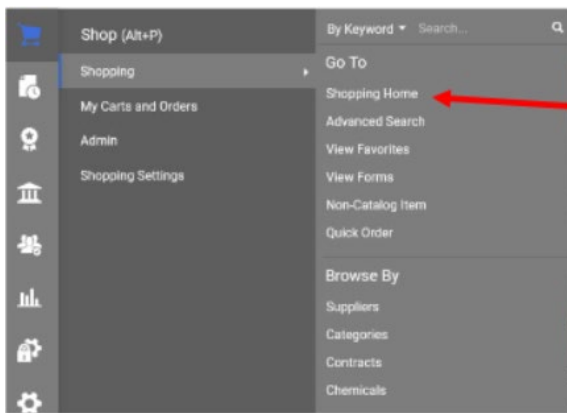 Shop (Alt+P)
Shopping
My Carts and Orders
Admin
Shopping Settings
By Keyword Search...
Go To
Shopping Home
Advanced Search
View Favorites
View Forms
Non-Catalog Item
Quick Order
Browse By
Suppliers
Categories
Contracts
Chemicals